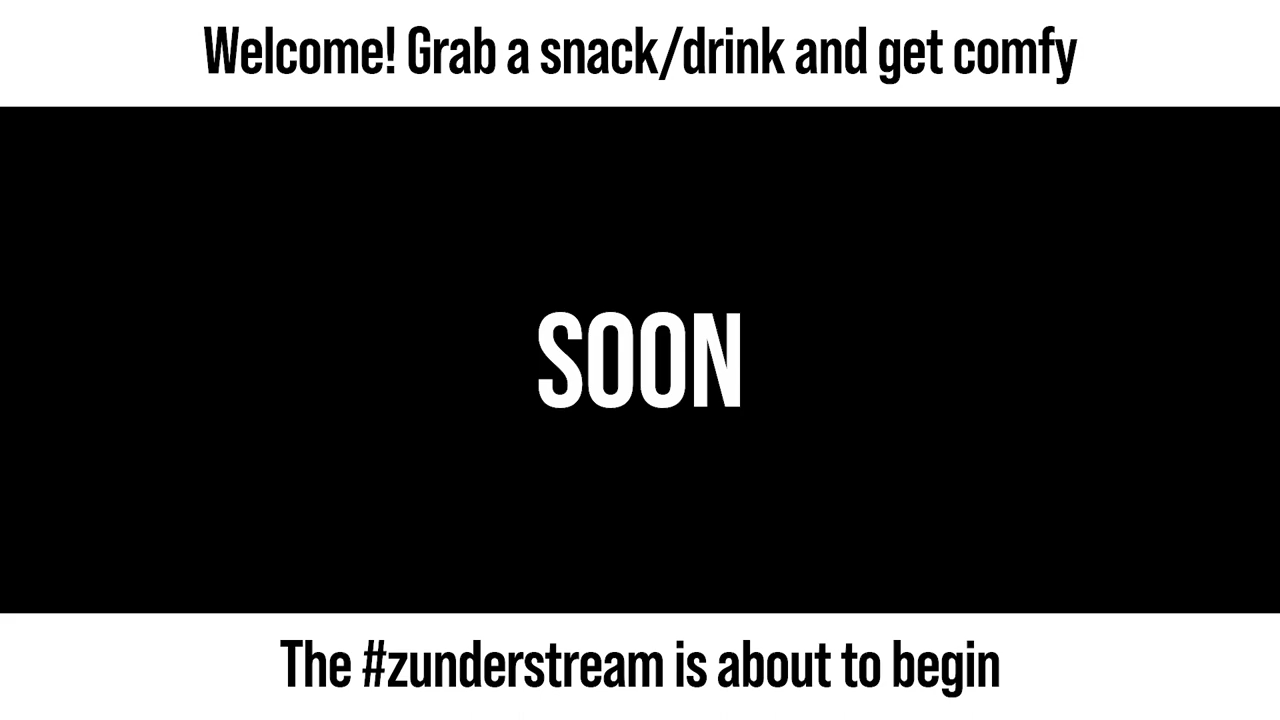 Welcome! Grab a snack/drink and get comfy
SOON
The #zunderstream is about to begin